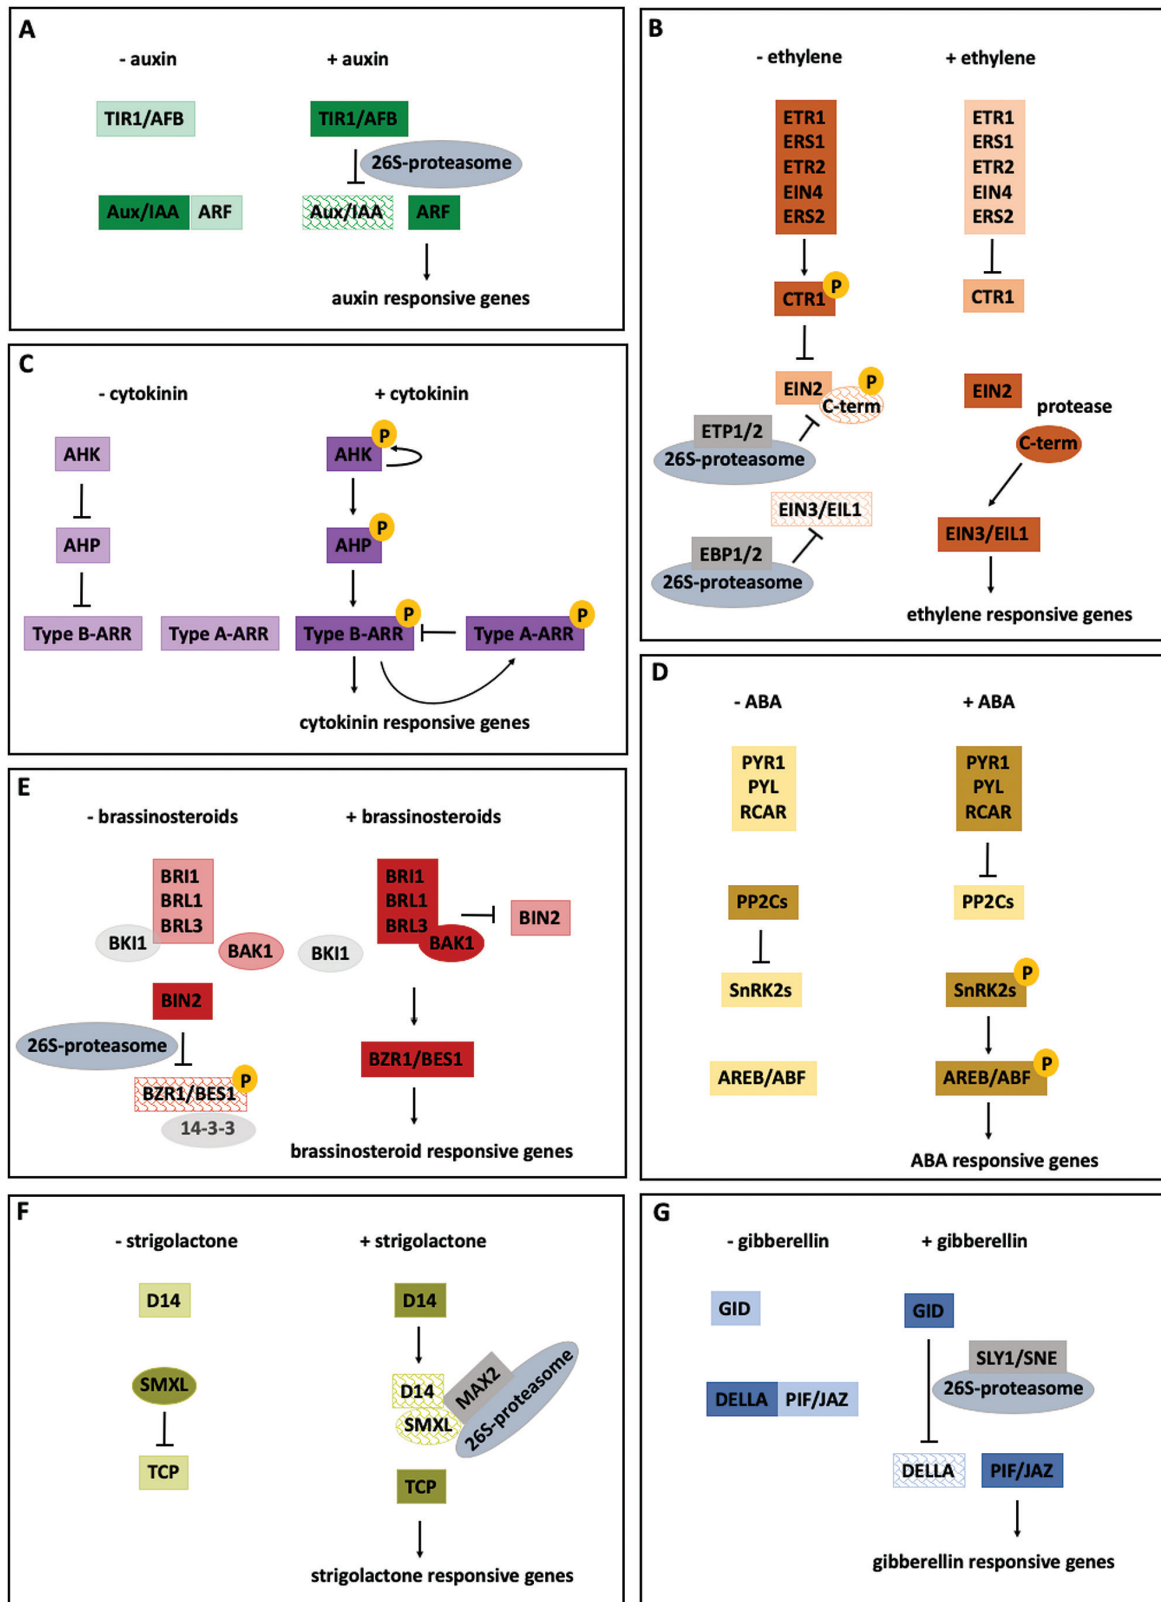 A
- auxin
+ auxin
TIR1/AFB
TIR1/AFB
26S-proteasome
Aux/IAA
ARF
Aux/IAA
ARF
auxin responsive genes
B
- ethylene
+ ethylene
ETR1
ERS1
ETR2
EIN4
ERS2
ETR1
ERS1
ETR2
EIN4
ERS2
CTR1
P
CTR1
EIN2
P
C-term
EIN2
protease
C-term
ETP1/2
26S-proteasome
EIN3/EIL1
EIN3/EIL1
EBP1/2
26S-proteasome
ethylene responsive genes
C
- cytokinin
+ cytokinin
AHK
AHK
P
AHP
AHP
P
Type B-ARR
Type A-ARR
Type B-ARR
P
Type A-ARR
P
cytokinin responsive genes
D
- ABA
+ ABA
PYR1
PYL
RCAR
PYR1
PYL
RCAR
PP2Cs
PP2Cs
SnRK2s
SnRK2s
P
AREB/ABF
AREB/ABF
P
ABA responsive genes
E
- brassinosteroids
+ brassinosteroids
BRI1
BRL1
BRL3
BKI1
BAK1
BRI1
BRL1
BRL3
BAK1
BKI1
BIN2
BIN2
26S-proteasome
BZR1/BES1
P
14-3-3
BZR1/BES1
brassinosteroid responsive genes
F
- strigolactone
+ strigolactone
D14
D14
SMXL
D14
SMXL
MAX2
26S-proteasome
TCP
TCP
strigolactone responsive genes
G
- gibberellin
+ gibberellin
GID
GID
SLY1/SNE
26S-proteasome
DELLA
PIF/JAZ
DELLA
PIF/JAZ
gibberellin responsive genes